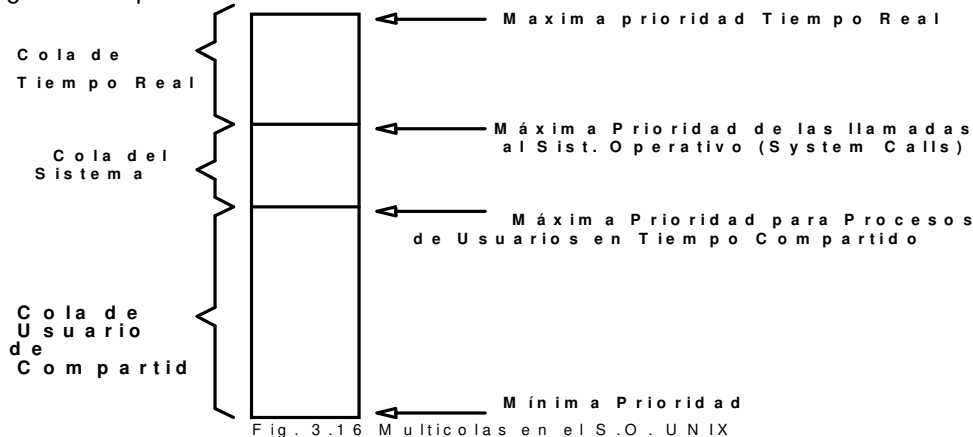 Maxima prioridad Tiempo Real
Cola de
Tiempo Real
Máxima Prioridad de las llamadas
al Sist. Operativo (System Calls)
Cola del
Sistema
Máxima Prioridad para Procesos
de Usuarios en Tiempo Compartido
Cola de
Usuario
de
Compartid
Mínima Prioridad
Fig. 3.16 Multicolas en el S.O. UNIX